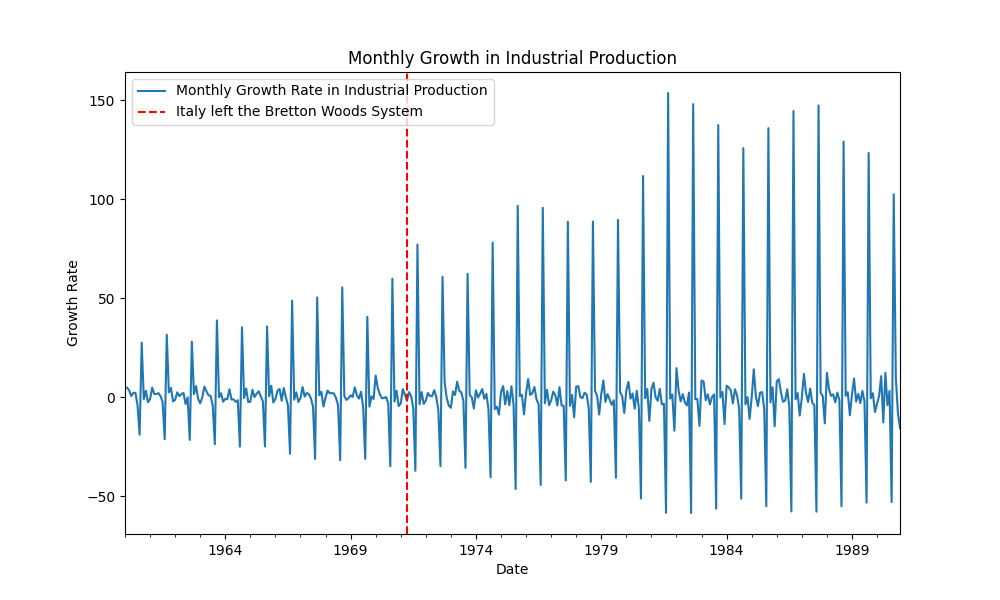 Monthly Growth in Industrial Production
Monthly Growth Rate in Industrial Production
Italy left the Bretton Woods System
150
100
50
0
−50
Growth Rate
1964 1969 1974 1979 1984 1989
Date